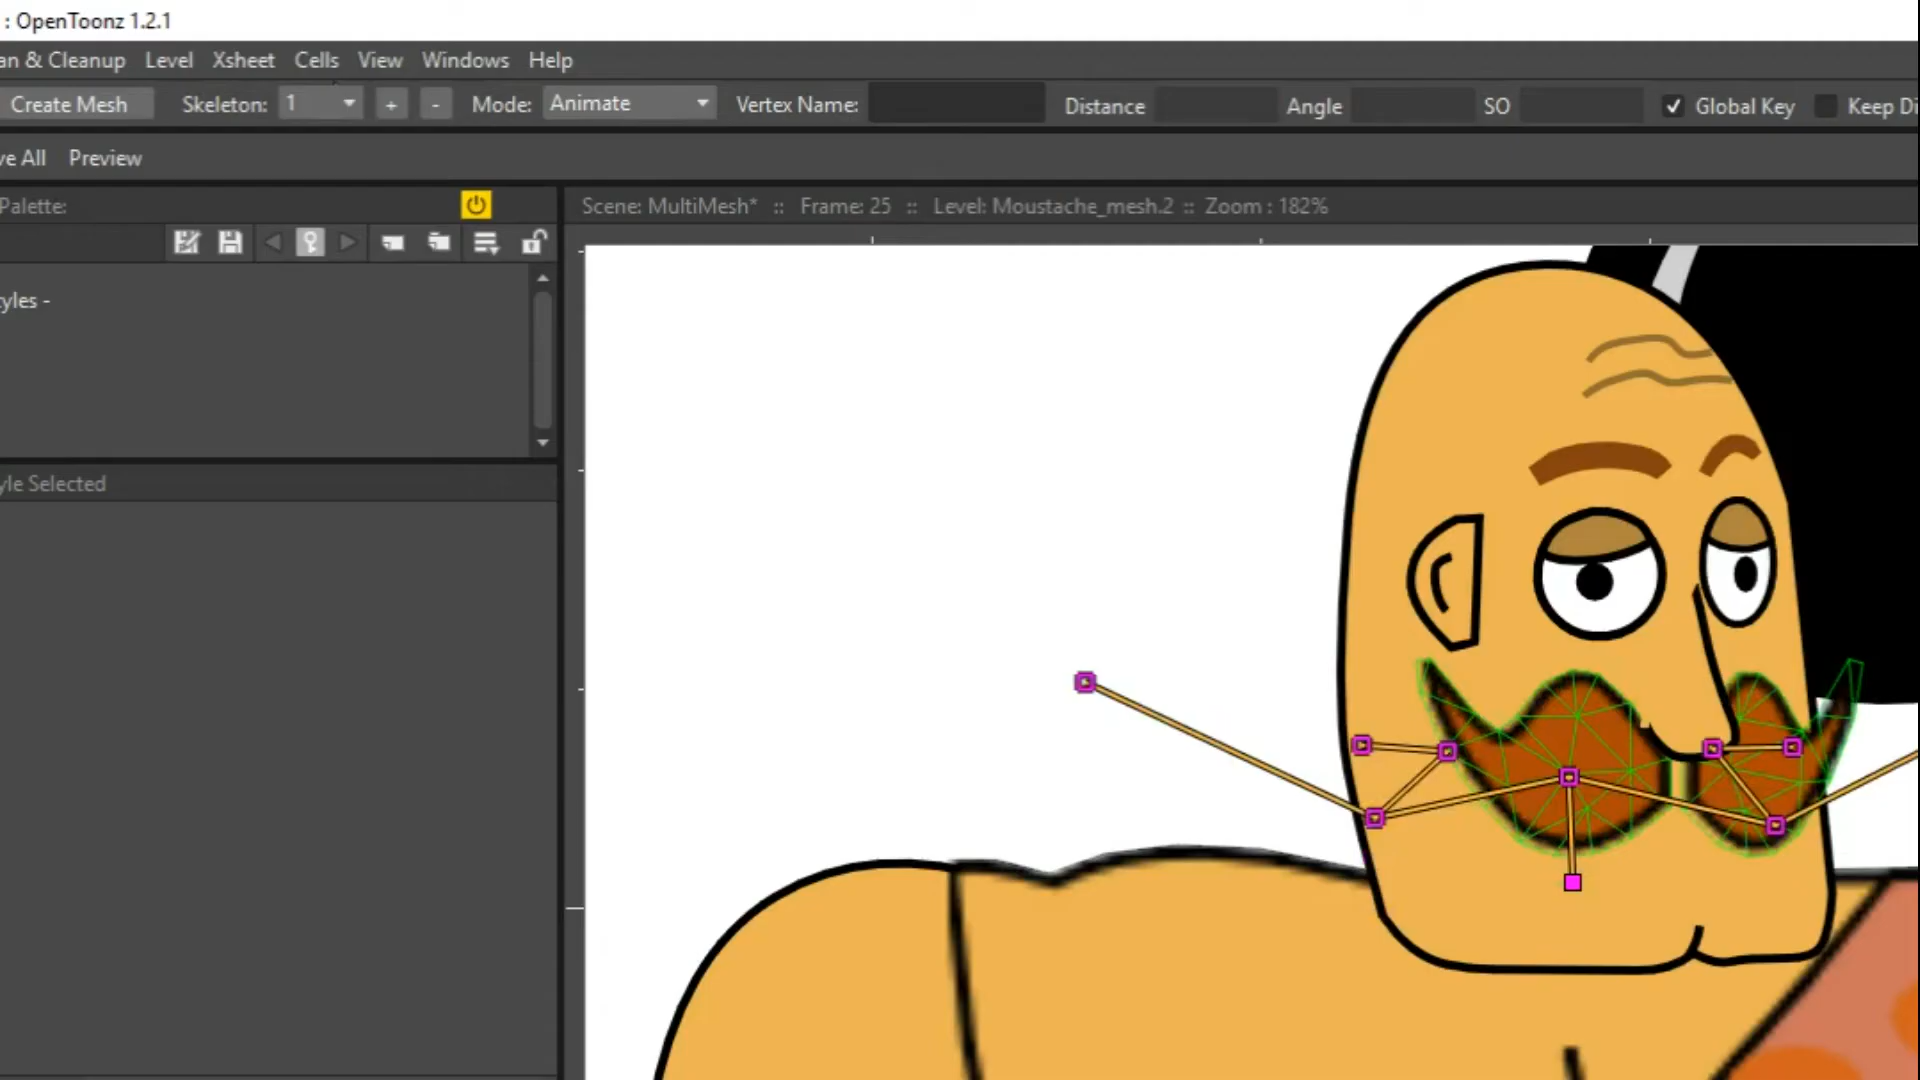 : OpenToonz 1.2.1
an & Cleanup Level Xsheet Cells View Windows Help
Create Mesh Skeleton: 1 + - Mode: Animate Vertex Name: Distance Angle SO Global Key Keep Di
ve All Preview
Palette:
Scene: MultiMesh* :: Frame: 25 :: Level: Moustache_mesh.2 :: Zoom : 182%
tyles -
yle Selected